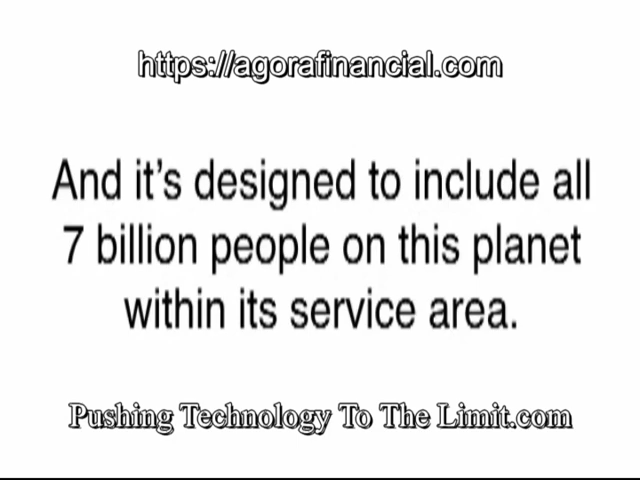 https://agorafinancial.com
And it's designed to include all
7 billion people on this planet
within its service area.
Pushing Technology To The Limit.com